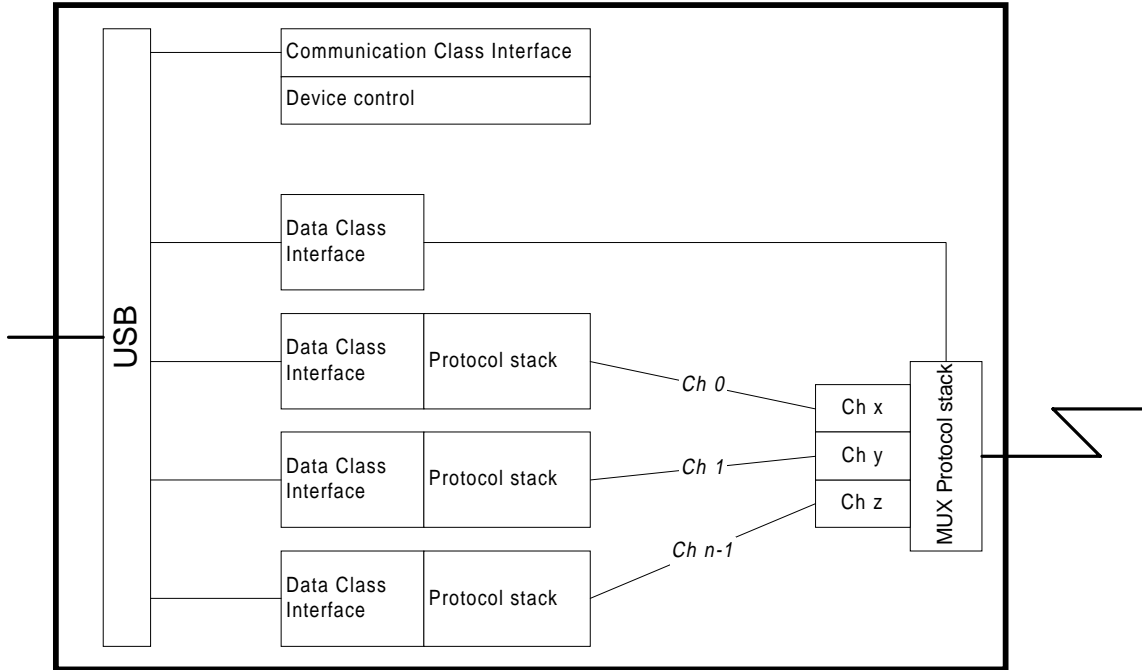 Communication Class Interface
Device control
USB
Data Class
Interface
Data Class
Interface
Protocol stack
Ch 0
Ch x
MUX Protocol stack
Data Class
Interface
Protocol stack
Ch 1
Ch y
Ch z
Ch n-1
Data Class
Interface
Protocol stack